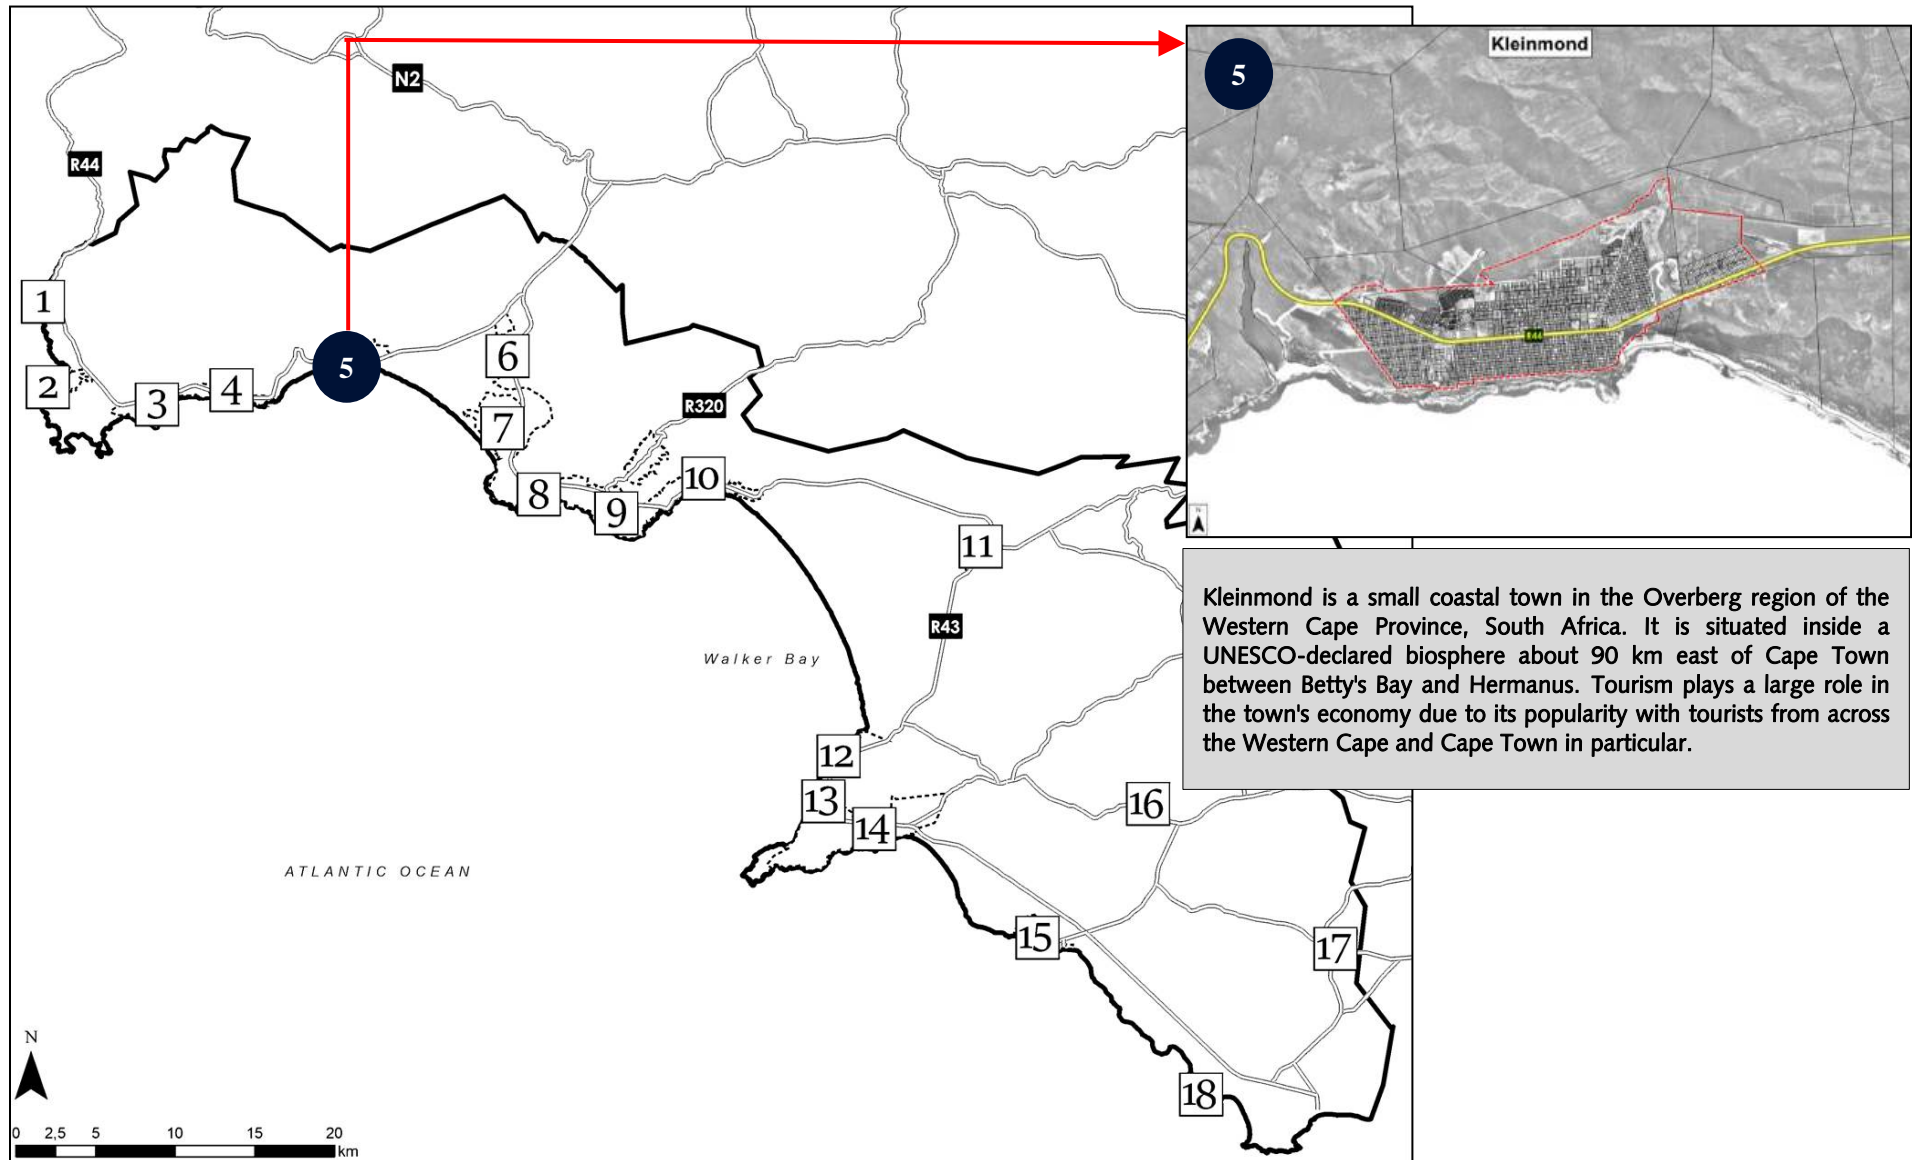 N2
R44
1
2
3
4
5
6
7
8
9
10
R320
11
R43
Walker Bay
12
13
14
16
ATLANTIC OCEAN
15
17
18
N
0 2,5 5 10 15 20
km
5
Kleinmond
R44
N
Kleinmond is a small coastal town in the Overberg region of the
Western Cape Province, South Africa. It is situated inside a
UNESCO-declared biosphere about 90 km east of Cape Town
between Betty's Bay and Hermanus. Tourism plays a large role in
the town's economy due to its popularity with tourists from across
the Western Cape and Cape Town in particular.